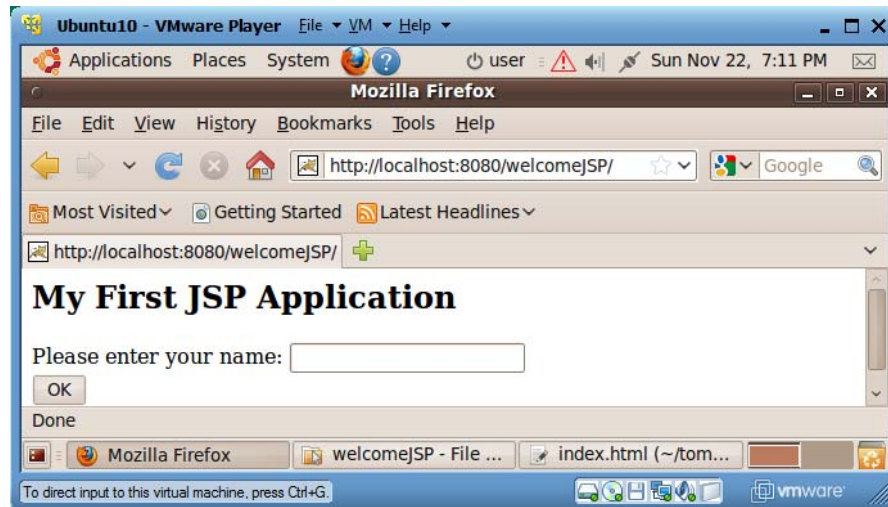 Ubuntu10 - VMware Player File VM Help
Applications Places System user Sun Nov 22, 7:11 PM
Mozilla Firefox
File Edit View History Bookmarks Tools Help
http://localhost:8080/welcomeJSP/ Google
Most Visited Getting Started Latest Headlines
http://localhost:8080/welcomeJSP/
My First JSP Application
Please enter your name:
OK
Done
Mozilla Firefox welcomeJSP - File ... index.html (~/tom...
To direct input to this virtual machine, press Ctrl+G. vmware